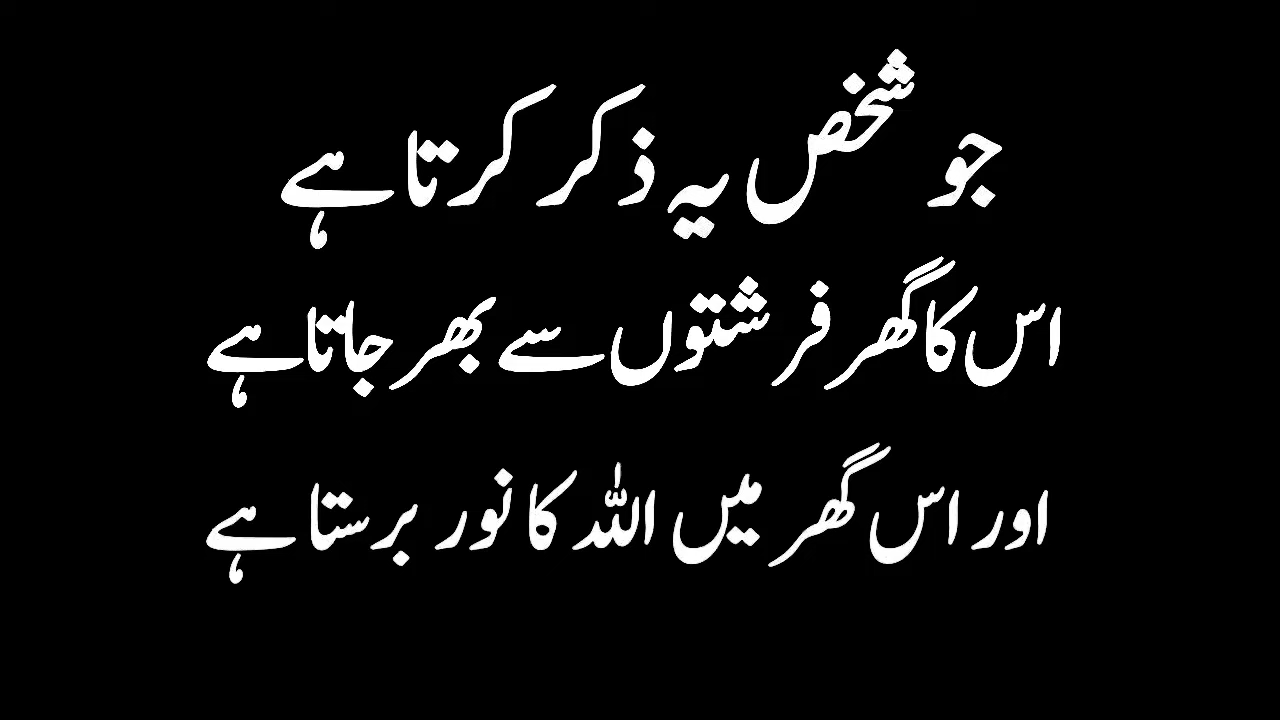 جو شخص یہ ذکر کرتا ہے
اس کا گھر فرشتوں سے بھر جاتا ہے
اور اس گھر میں اللہ کا نور برستا ہے